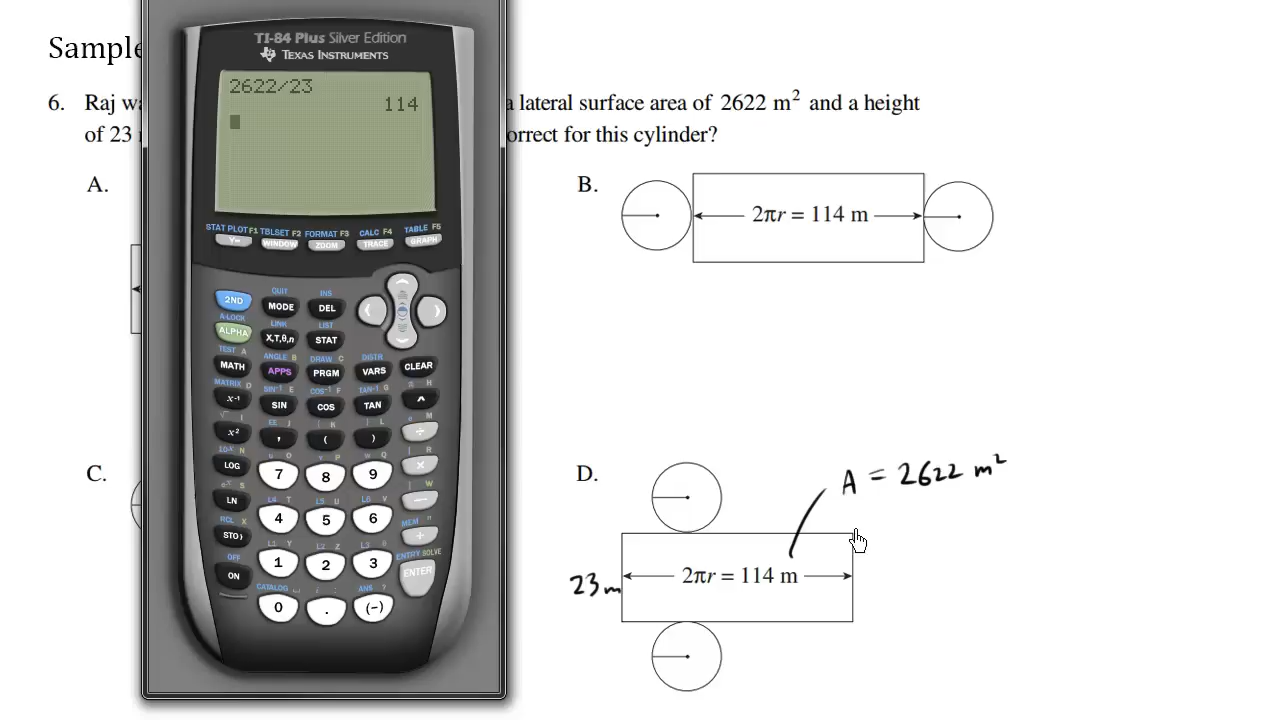 Sample
TI-84 Plus Silver Edition
TEXAS INSTRUMENTS
2622/23
114
6. Raj wa
a lateral surface area of 2622 m² and a height
of 23
orrect for this cylinder?
A.
B.
2πr = 114 m
STAT PLOT F1 TBLSET F2 FORMAT F3 CALC F4 TABLE F5
Y= WINDOW ZOOM TRACE GRAPH
QUIT INS
2ND MODE DEL
A-LOCK LINK LIST
ALPHA X,T,θ,n STAT
TEST A ANGLE B DRAW C DISTR
MATH APPS PRGM VARS CLEAR
MATRIX D SIN⁻¹ E COS⁻¹ F TAN⁻¹ G H
x⁻¹ SIN COS TAN ^
√ I EE J { K } L e M
x² , ( ) ÷
10ˣ N u O v P w Q [ R
LOG 7 8 9 ×
eˣ S L4 T L5 U L6 V ] W
LN 4 5 6 −
RCL X L1 Y L2 Z L3 θ MEM "
STO› 1 2 3 +
OFF CATALOG i : ANS ? ENTRY SOLVE
ON 0 . (-) ENTER
C.
D.
A = 2622 m²
23 m
2πr = 114 m